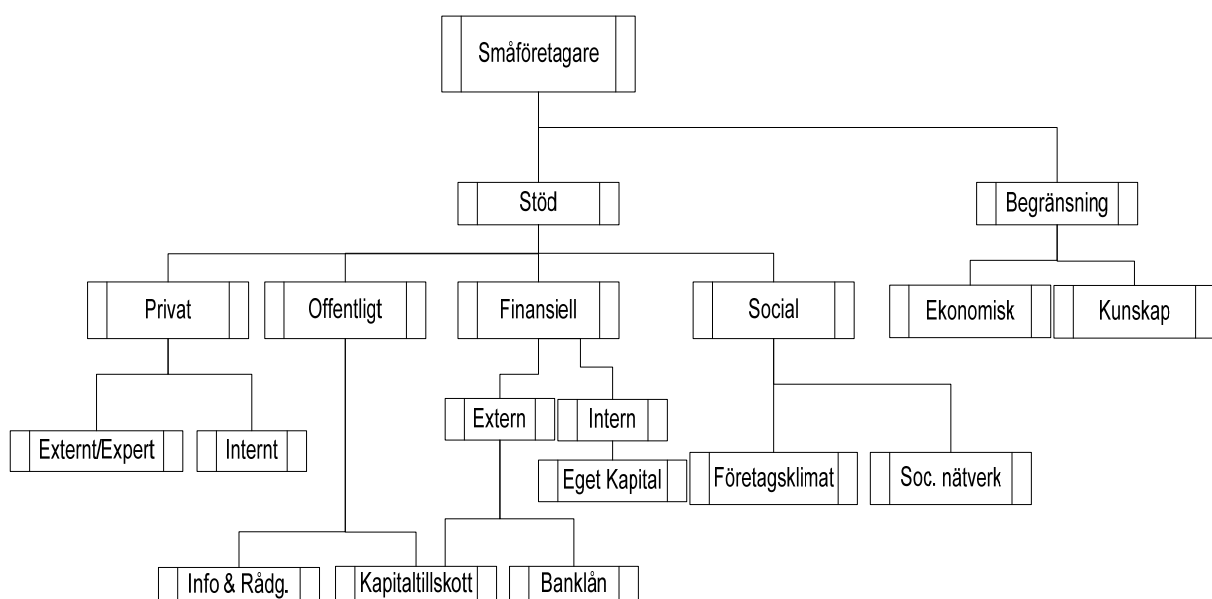 Småföretagare
Stöd
Begränsning
Privat
Offentligt
Finansiell
Social
Ekonomisk
Kunskap
Extern
Intern
Externt/Expert
Internt
Eget Kapital
Företagsklimat
Soc. nätverk
Info & Rådg.
Kapitaltillskott
Banklån